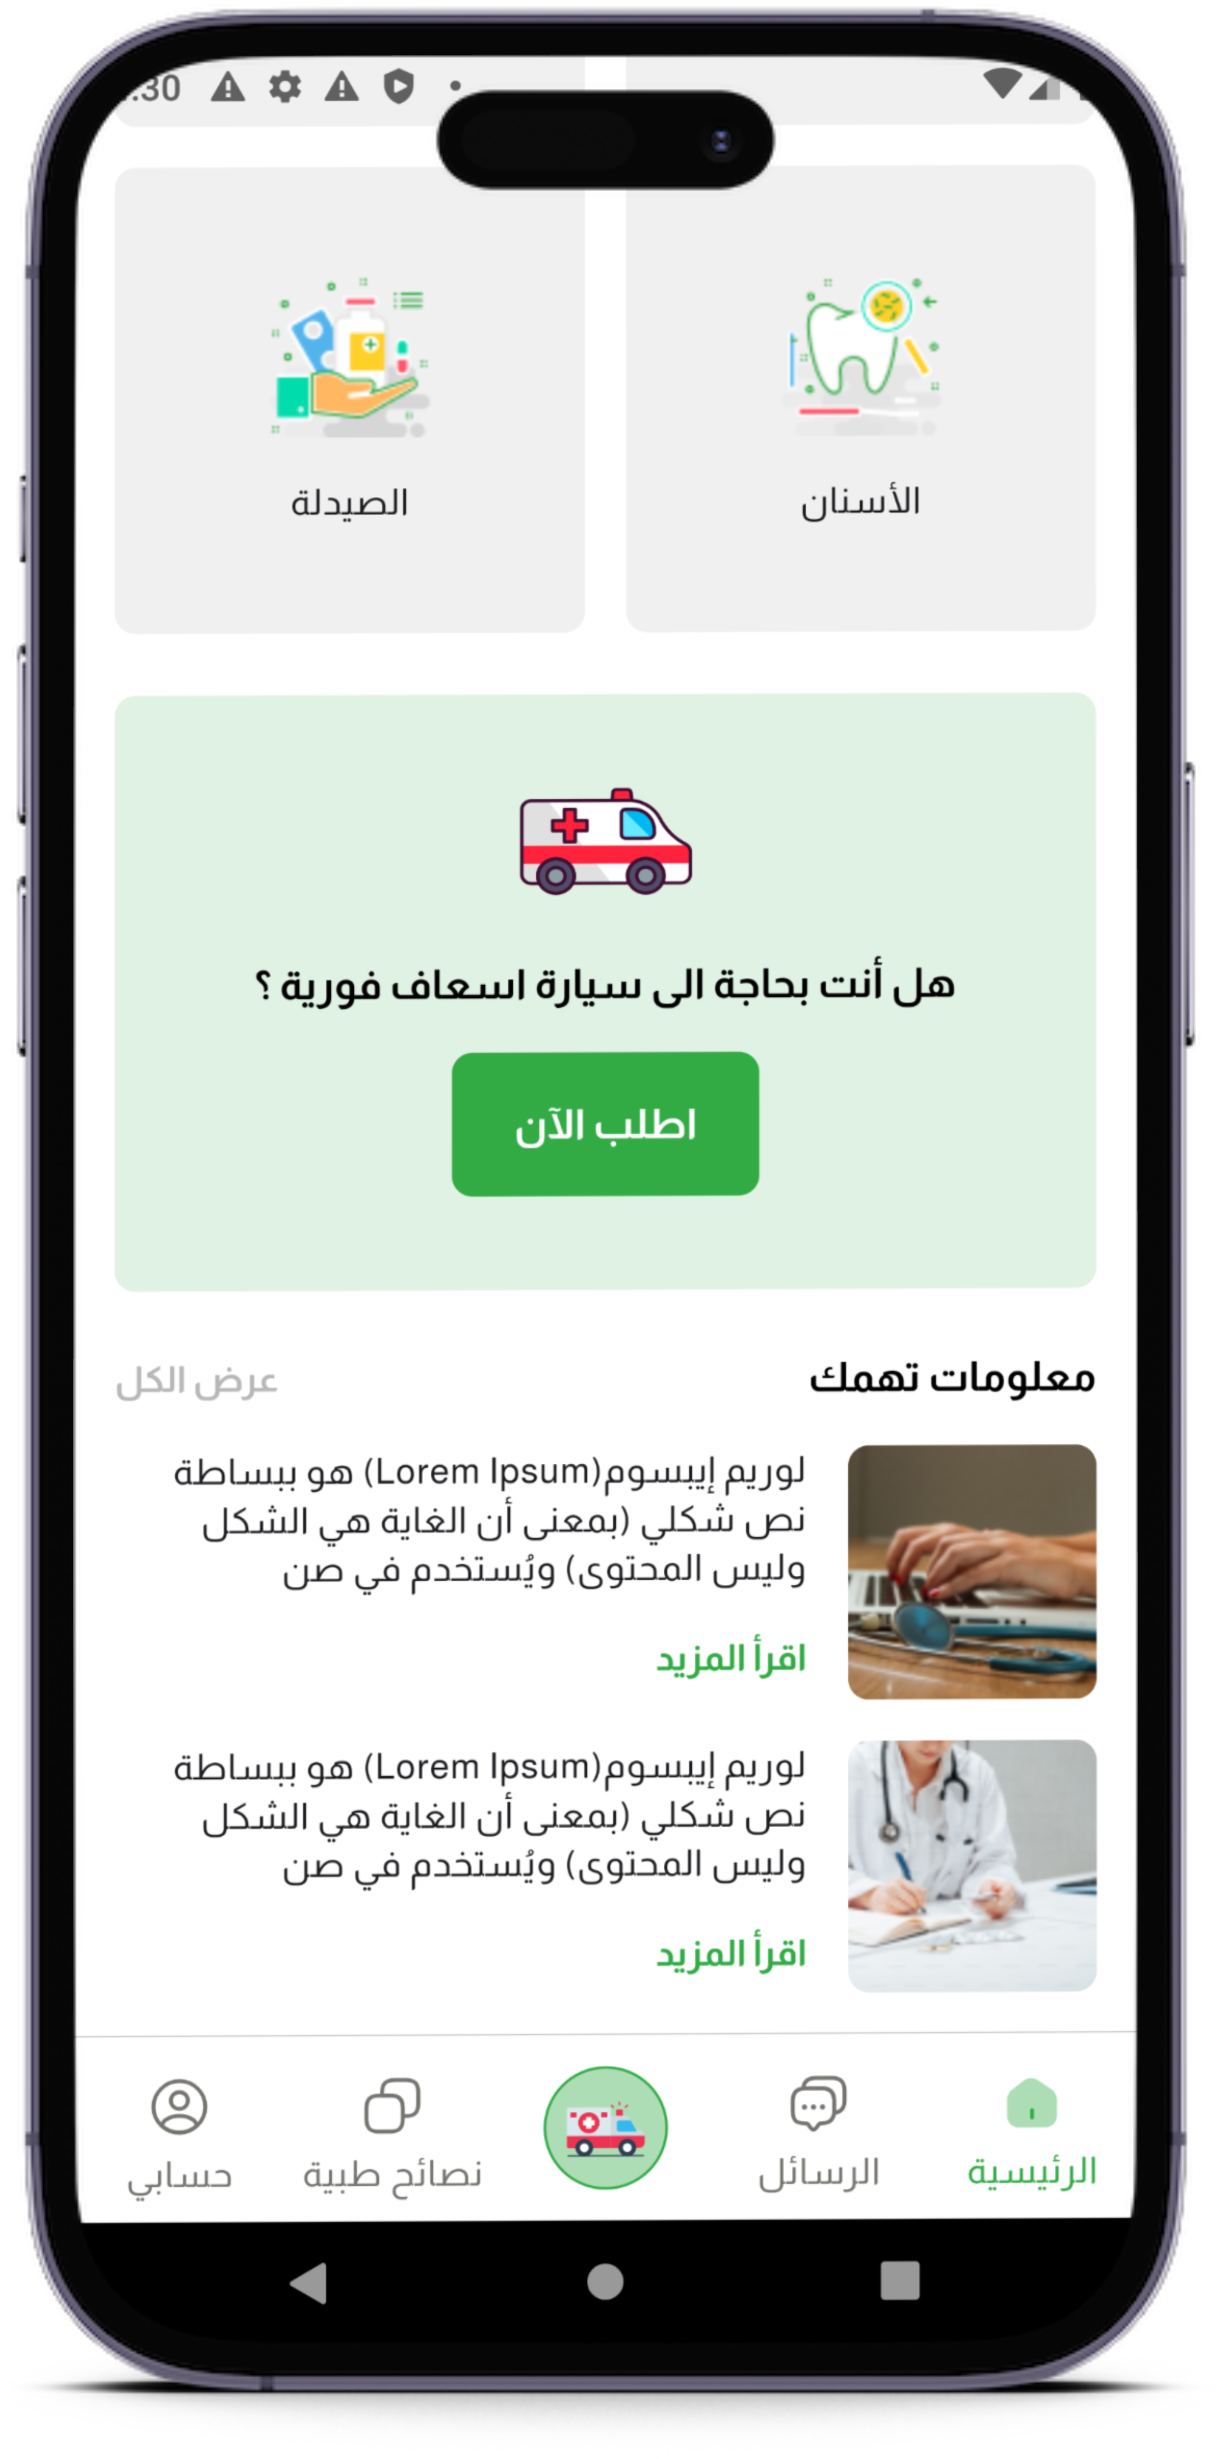 :30
الأسنان
الصيدلة
هل أنت بحاجة الى سيارة اسعاف فورية ؟
اطلب الآن
معلومات تهمك
عرض الكل
لوريم إيبسوم(Lorem Ipsum) هو ببساطة
نص شكلي (بمعنى أن الغاية هي الشكل
وليس المحتوى) ويُستخدم في صن
اقرأ المزيد
لوريم إيبسوم(Lorem Ipsum) هو ببساطة
نص شكلي (بمعنى أن الغاية هي الشكل
وليس المحتوى) ويُستخدم في صن
اقرأ المزيد
الرئيسية
الرسائل
نصائح طبية
حسابي